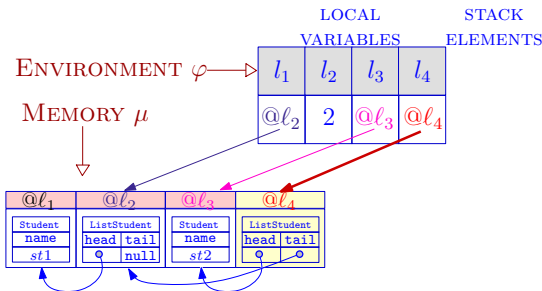 LOCAL VARIABLES
STACK ELEMENTS
ENVIRONMENT φ
l1 l2 l3 l4
@ℓ2 2 @ℓ3 @ℓ4
MEMORY μ
@ℓ1 @ℓ2 @ℓ3 @ℓ4
Student ListStudent Student ListStudent
name head tail name head tail
st1 null st2